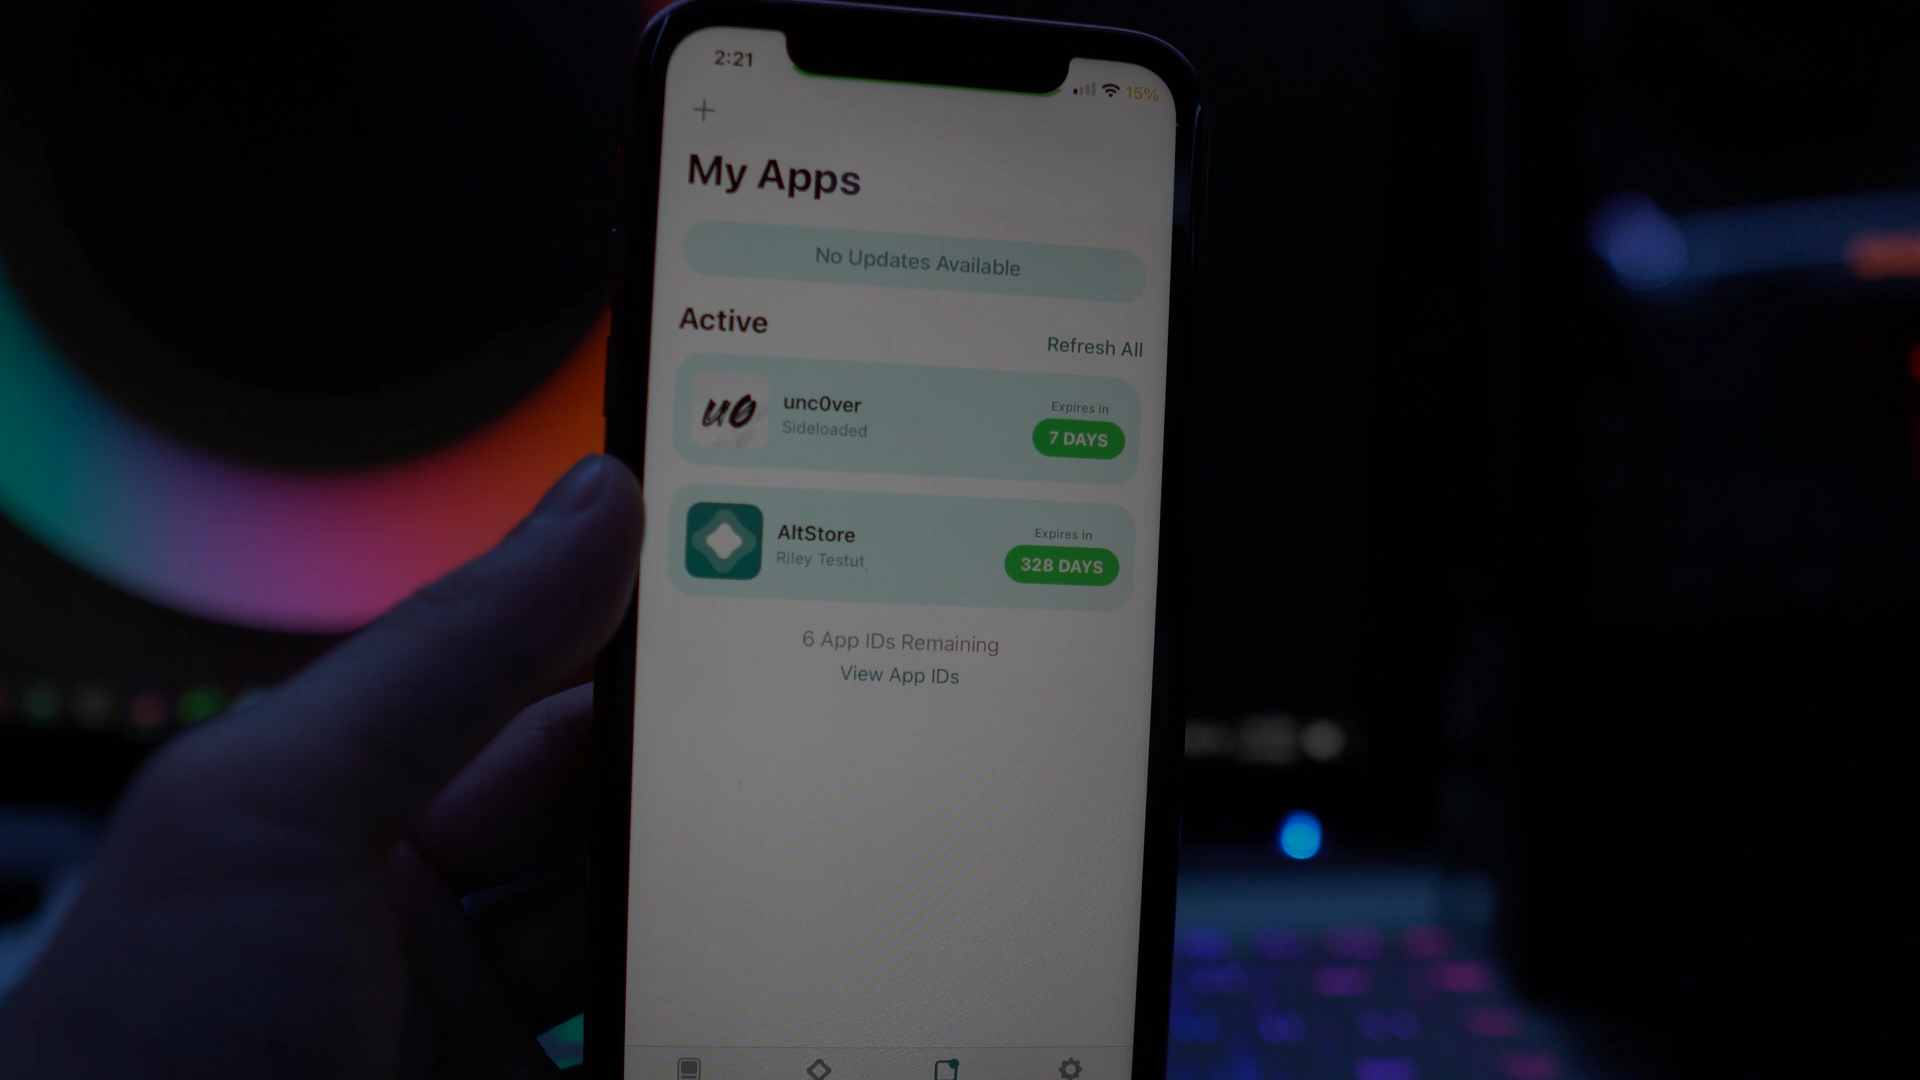 2:21
15%
+
My Apps
No Updates Available
Active
Refresh All
u0
unc0ver
Sideloaded
Expires in
7 DAYS
AltStore
Riley Testut
Expires in
328 DAYS
6 App IDs Remaining
View App IDs